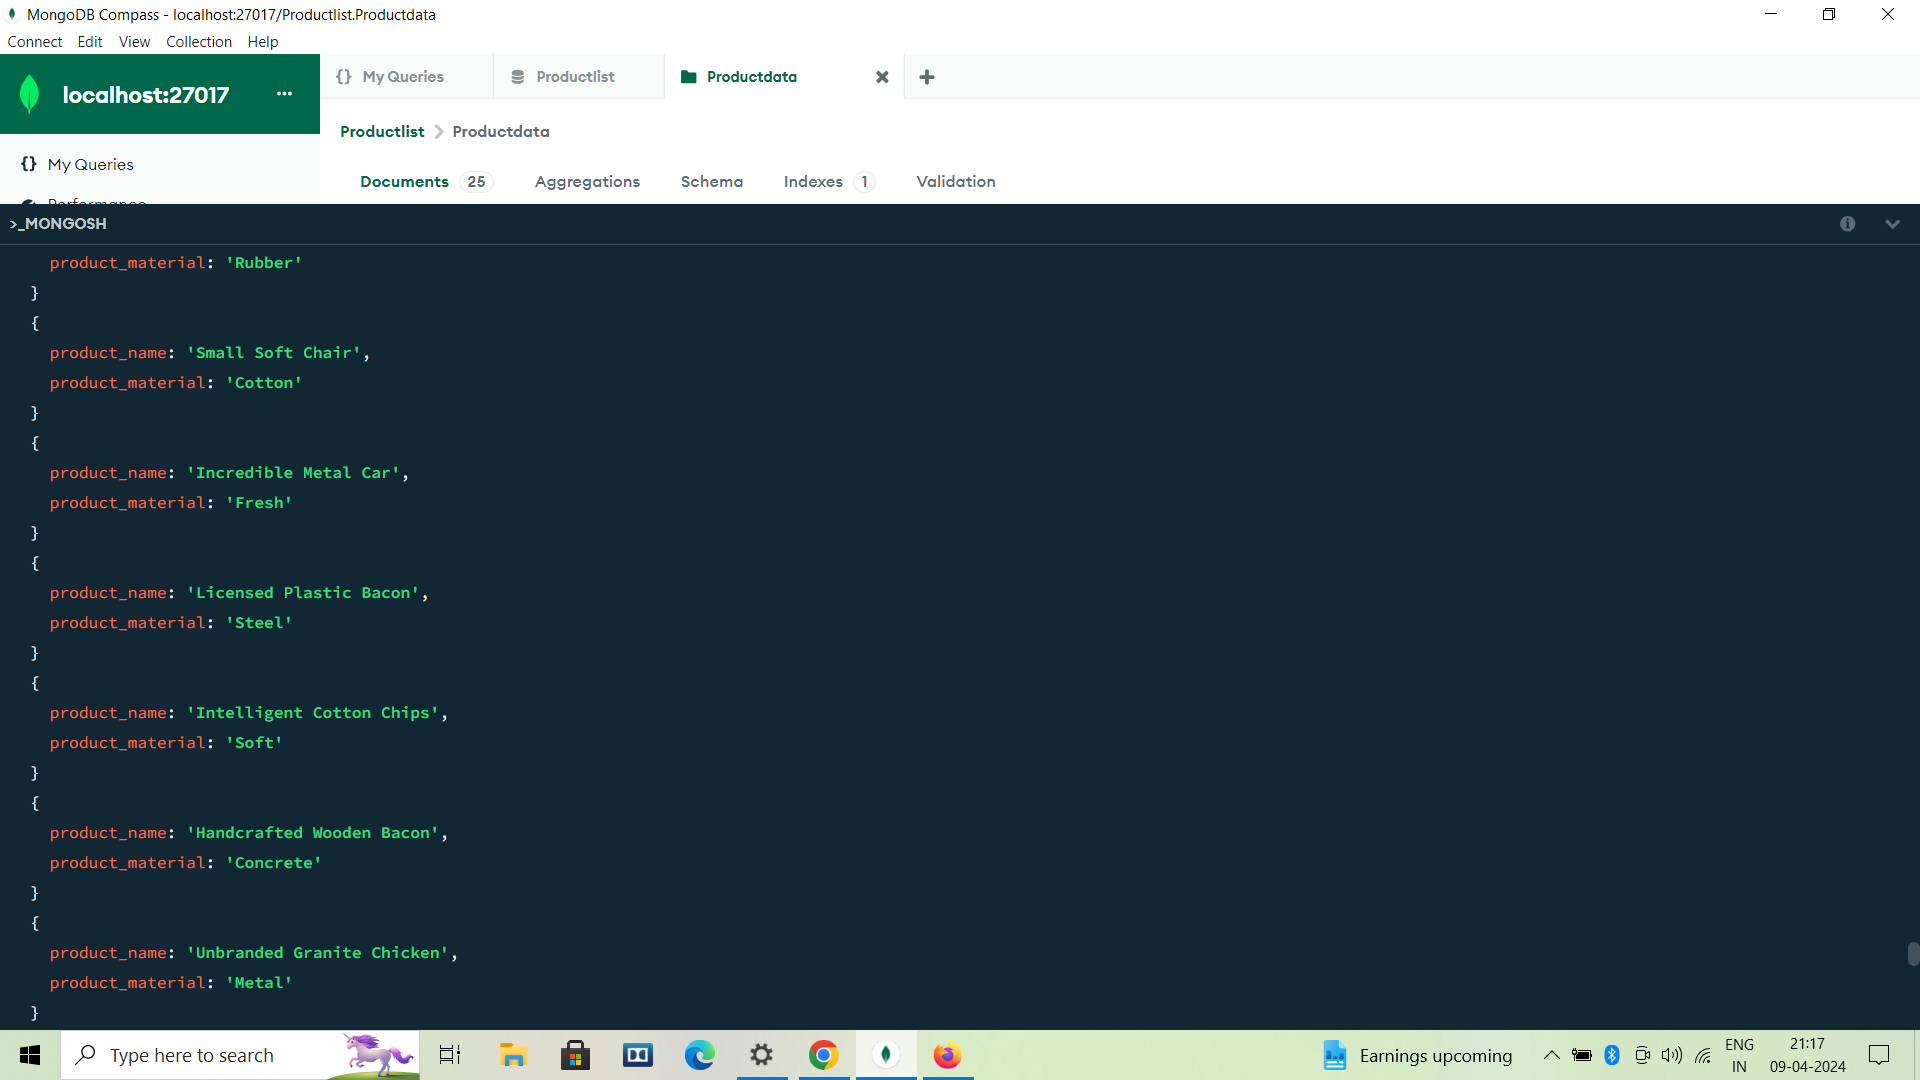 MongoDB Compass - localhost:27017/Productlist.Productdata
Connect Edit View Collection Help
localhost:27017 ...
{} My Queries
Productlist
Productdata
Productlist > Productdata
{} My Queries
Documents 25 Aggregations Schema Indexes 1 Validation
Performance
>_MONGOSH
product_material: 'Rubber'
}
{
product_name: 'Small Soft Chair',
product_material: 'Cotton'
}
{
product_name: 'Incredible Metal Car',
product_material: 'Fresh'
}
{
product_name: 'Licensed Plastic Bacon',
product_material: 'Steel'
}
{
product_name: 'Intelligent Cotton Chips',
product_material: 'Soft'
}
{
product_name: 'Handcrafted Wooden Bacon',
product_material: 'Concrete'
}
{
product_name: 'Unbranded Granite Chicken',
product_material: 'Metal'
}
Type here to search
Earnings upcoming
ENG
IN
21:17
09-04-2024